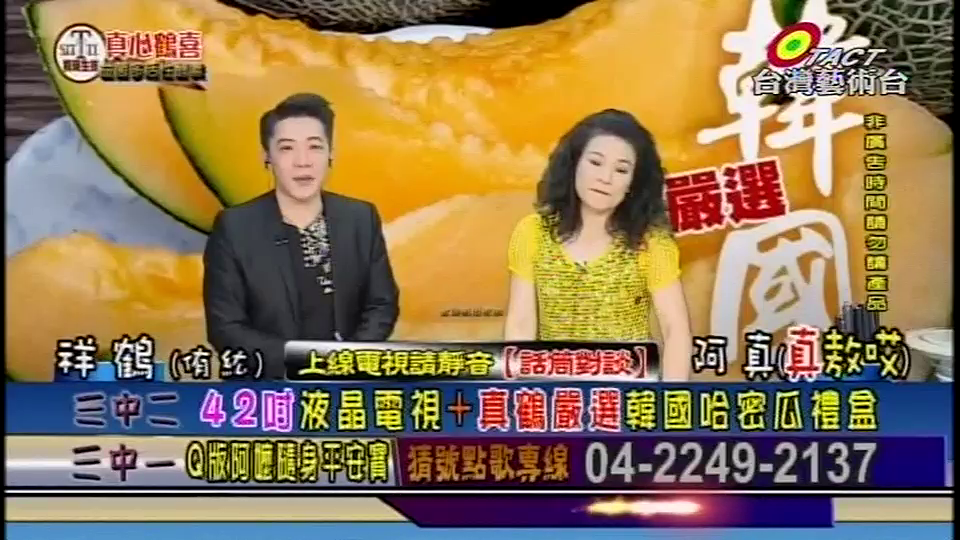 真心鶴喜
TACT
台灣藝術台
韓國
嚴選
非廣告時間請勿講產品
祥鶴(侑紘)
上線電視請靜音【話筒對談】
阿真(真敖哎)
三中二 42吋液晶電視+真鶴嚴選韓國哈密瓜禮盒
三中一 Q版阿嬤隨身平安寶 猜號點歌專線 04-2249-2137